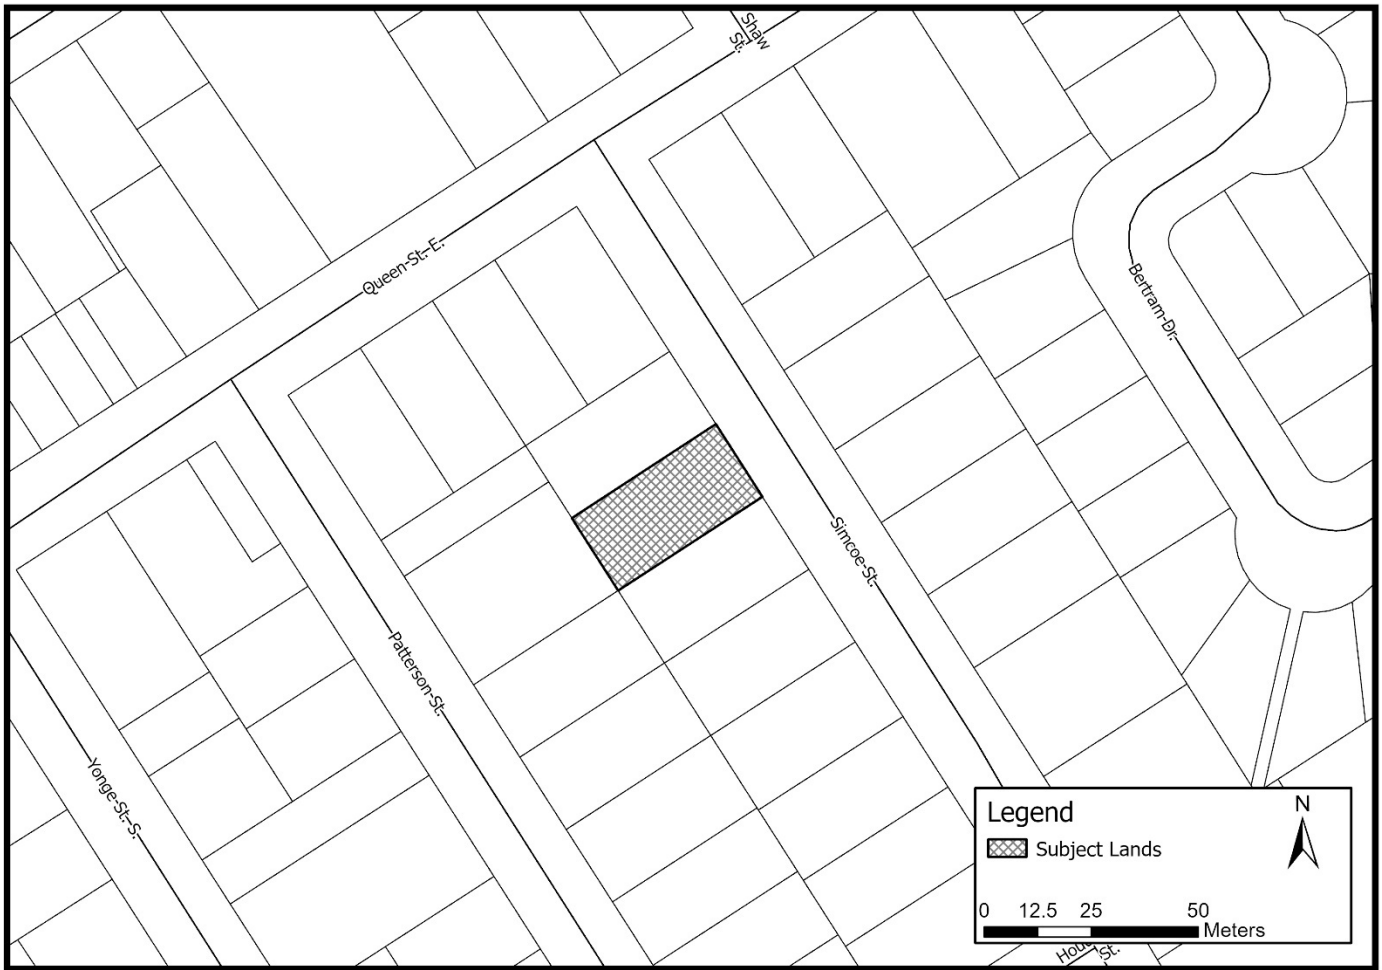 Shaw
St.
Queen-St.-E.
Bertram-Dr.
Simcoe-St.
Patterson-St.
Yonge-St.-S.
Legend
N
Subject Lands
0 12.5 25 50
Meters
St.